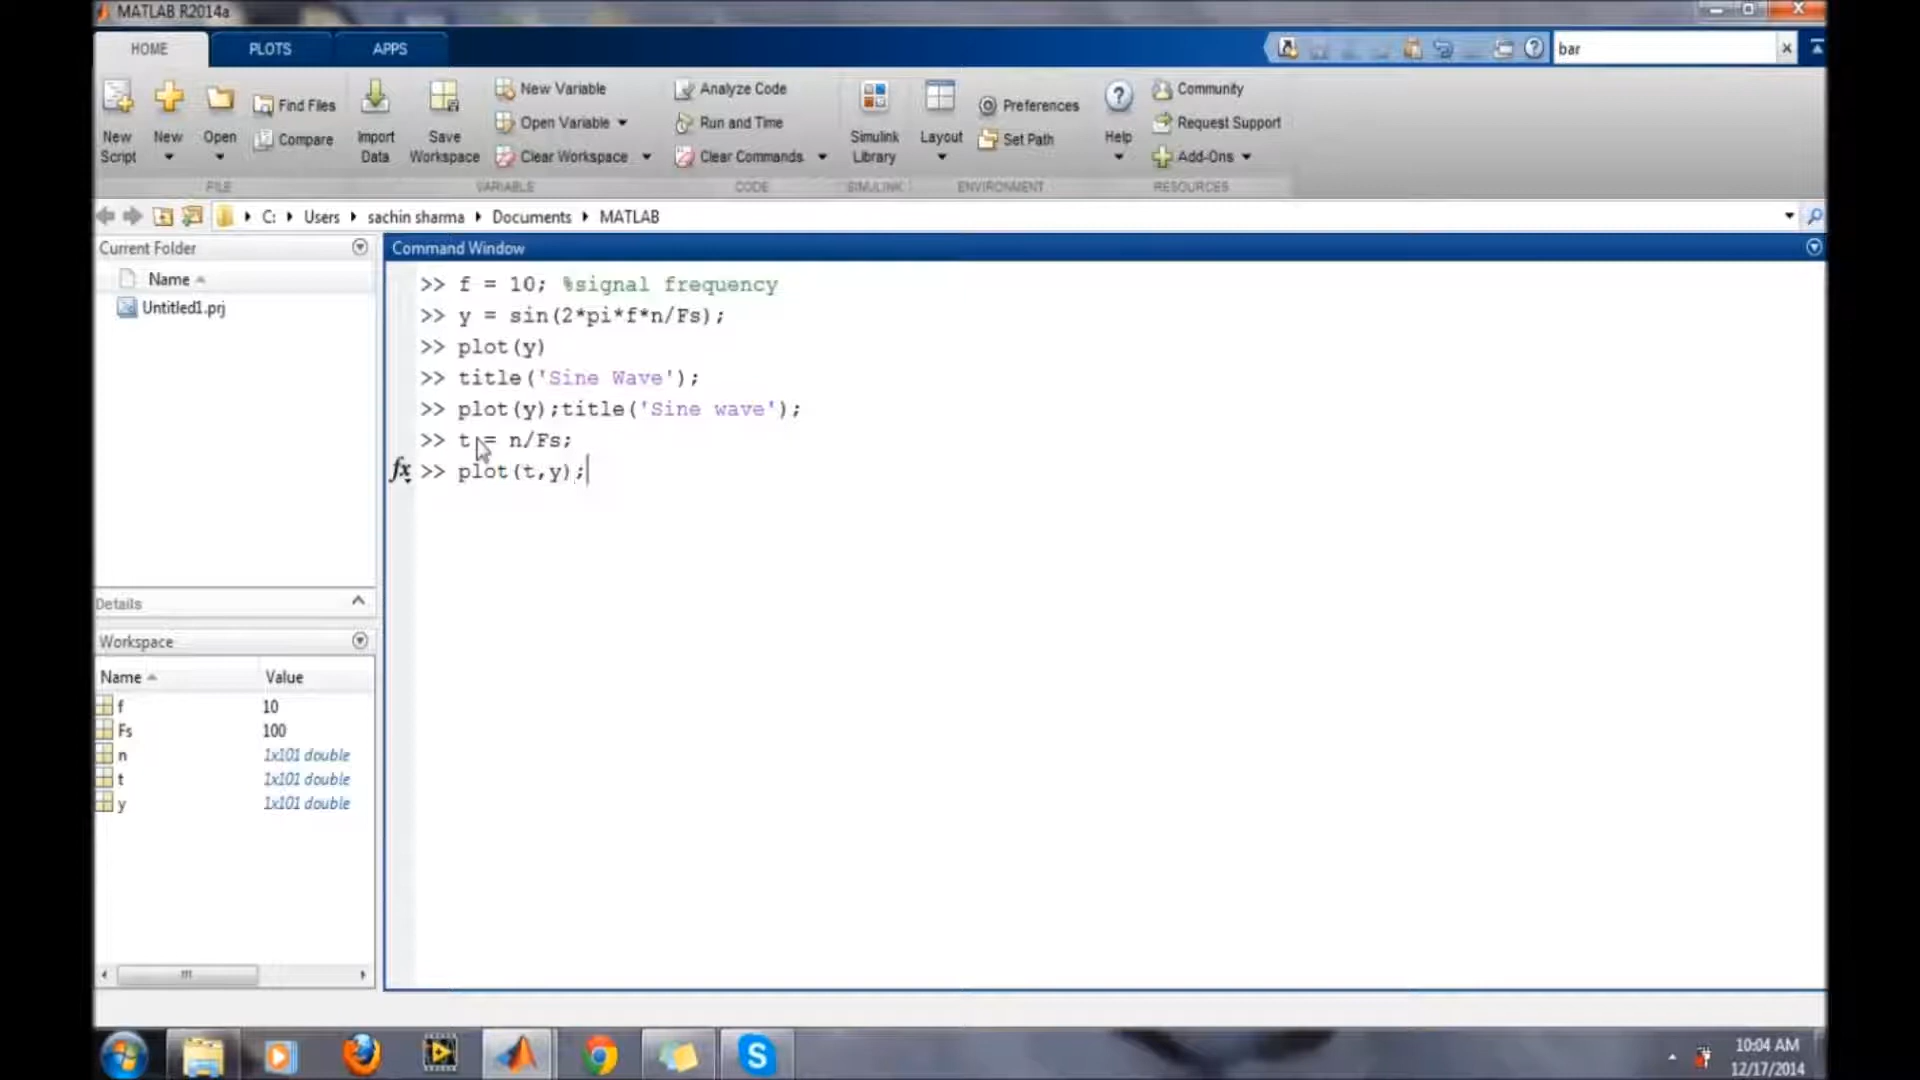 MATLAB R2014a
HOME PLOTS APPS
bar
New Script
New
Open
Find Files
Compare
Import Data
Save Workspace
New Variable
Open Variable
Clear Workspace
Analyze Code
Run and Time
Clear Commands
Simulink Library
Layout
Preferences
Set Path
Help
Community
Request Support
Add-Ons
FILE VARIABLE CODE SIMULINK ENVIRONMENT RESOURCES
C: Users sachin sharma Documents MATLAB
Current Folder
Name
Untitled1.prj
Details
Workspace
Name Value
f 10
Fs 100
n 1x101 double
t 1x101 double
y 1x101 double
Command Window
>> f = 10; %signal frequency
>> y = sin(2*pi*f*n/Fs);
>> plot(y)
>> title('Sine Wave');
>> plot(y);title('Sine wave');
>> t = n/Fs;
fx >> plot(t,y);
10:04 AM
12/17/2014